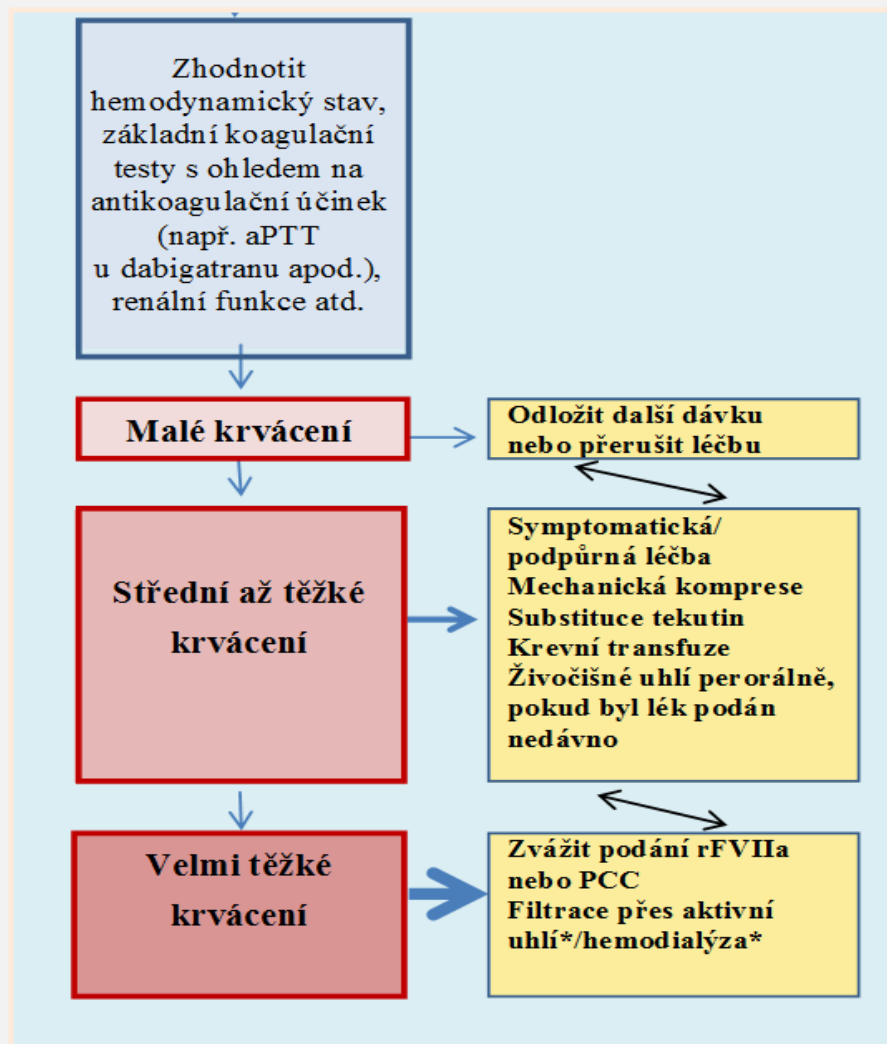 Zhodnotit
hemodynamický stav,
základní koagulační
testy s ohledem na
antikoagulační účinek
(např. aPTT
u dabigatranu apod.),
renální funkce atd.
Malé krvácení
Odložit další dávku
nebo přerušit léčbu
Střední až těžké
krvácení
Symptomatická/
podpůrná léčba
Mechanická komprese
Substituce tekutin
Krevní transfuze
Živočišné uhlí perorálně,
pokud byl lék podán
nedávno
Velmi těžké
krvácení
Zvážit podání rFVIIa
nebo PCC
Filtrace přes aktivní
uhlí*/hemodialýza*